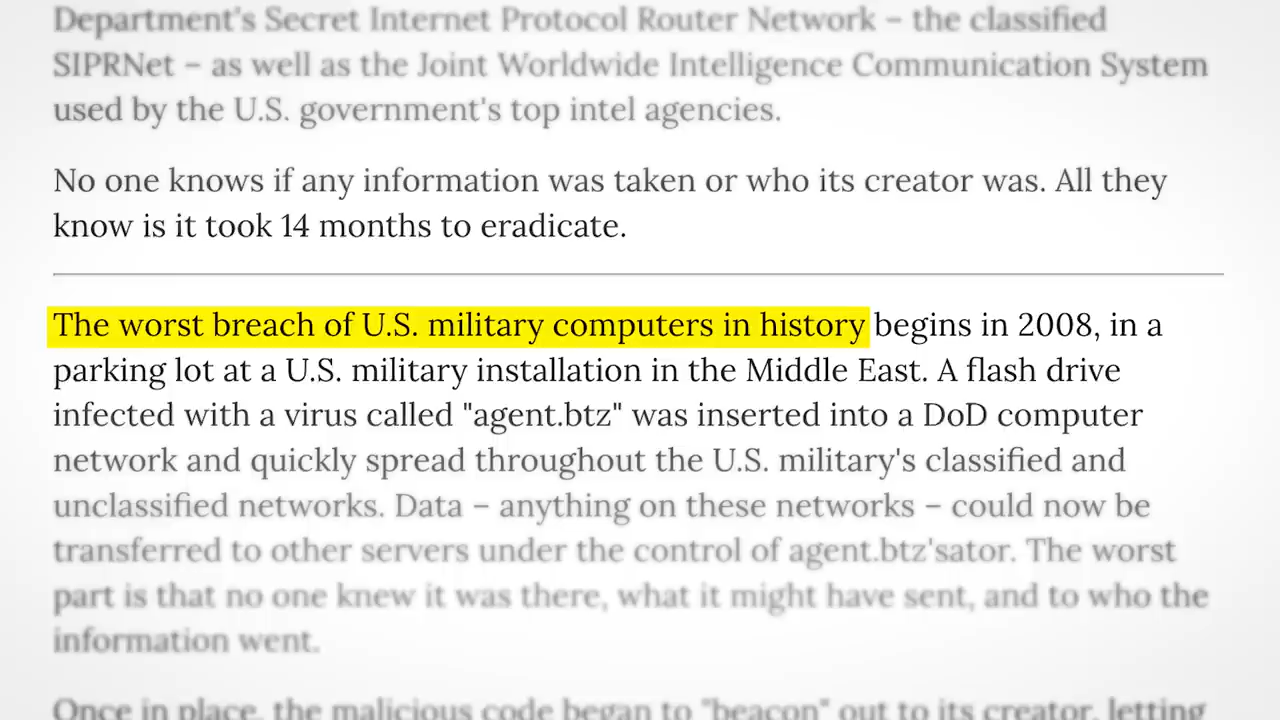 Department's Secret Internet Protocol Router Network – the classified
SIPRNet – as well as the Joint Worldwide Intelligence Communication System
used by the U.S. government's top intel agencies.
No one knows if any information was taken or who its creator was. All they
know is it took 14 months to eradicate.
The worst breach of U.S. military computers in history begins in 2008, in a
parking lot at a U.S. military installation in the Middle East. A flash drive
infected with a virus called "agent.btz" was inserted into a DoD computer
network and quickly spread throughout the U.S. military's classified and
unclassified networks. Data – anything on these networks – could now be
transferred to other servers under the control of agent.btz'sator. The worst
part is that no one knew it was there, what it might have sent, and to who the
information went.
Once in place, the malicious code began to "beacon" out to its creator, letting